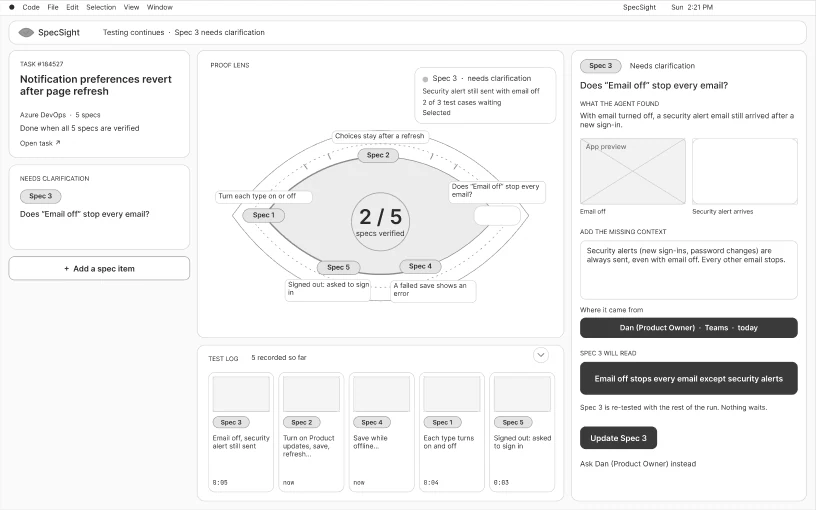 Code File Edit Selection View Window
SpecSight Sun 2:21 PM
SpecSight
Testing continues · Spec 3 needs clarification
TASK #184527
Notification preferences revert
after page refresh
Azure DevOps · 5 specs
Done when all 5 specs are verified
Open task ↗
NEEDS CLARIFICATION
Spec 3
Does “Email off” stop every email?
+ Add a spec item
PROOF LENS
Spec 3 · needs clarification
Security alert still sent with email off
2 of 3 test cases waiting
Selected
Choices stay after a refresh
Spec 2
Turn each type on or off
Spec 1
Does “Email off” stop every
email?
2 / 5
specs verified
Spec 5
Signed out: asked to sign
in
Spec 4
A failed save shows an
error
TEST LOG
5 recorded so far
Spec 3
Email off, security
alert still sent
0:05
Spec 2
Turn on Product
updates, save,
refresh...
now
Spec 4
Save while
offline...
now
Spec 1
Each type turns
on and off
0:04
Spec 5
Signed out: asked
to sign in
0:03
Spec 3
Needs clarification
Does “Email off” stop every email?
WHAT THE AGENT FOUND
With email turned off, a security alert email still arrived after a
new sign-in.
App preview
Email off
Security alert arrives
ADD THE MISSING CONTEXT
Security alerts (new sign-ins, password changes) are
always sent, even with email off. Every other email stops.
Where it came from
Dan (Product Owner) · Teams · today
SPEC 3 WILL READ
Email off stops every email except security alerts
Spec 3 is re-tested with the rest of the run. Nothing waits.
Update Spec 3
Ask Dan (Product Owner) instead